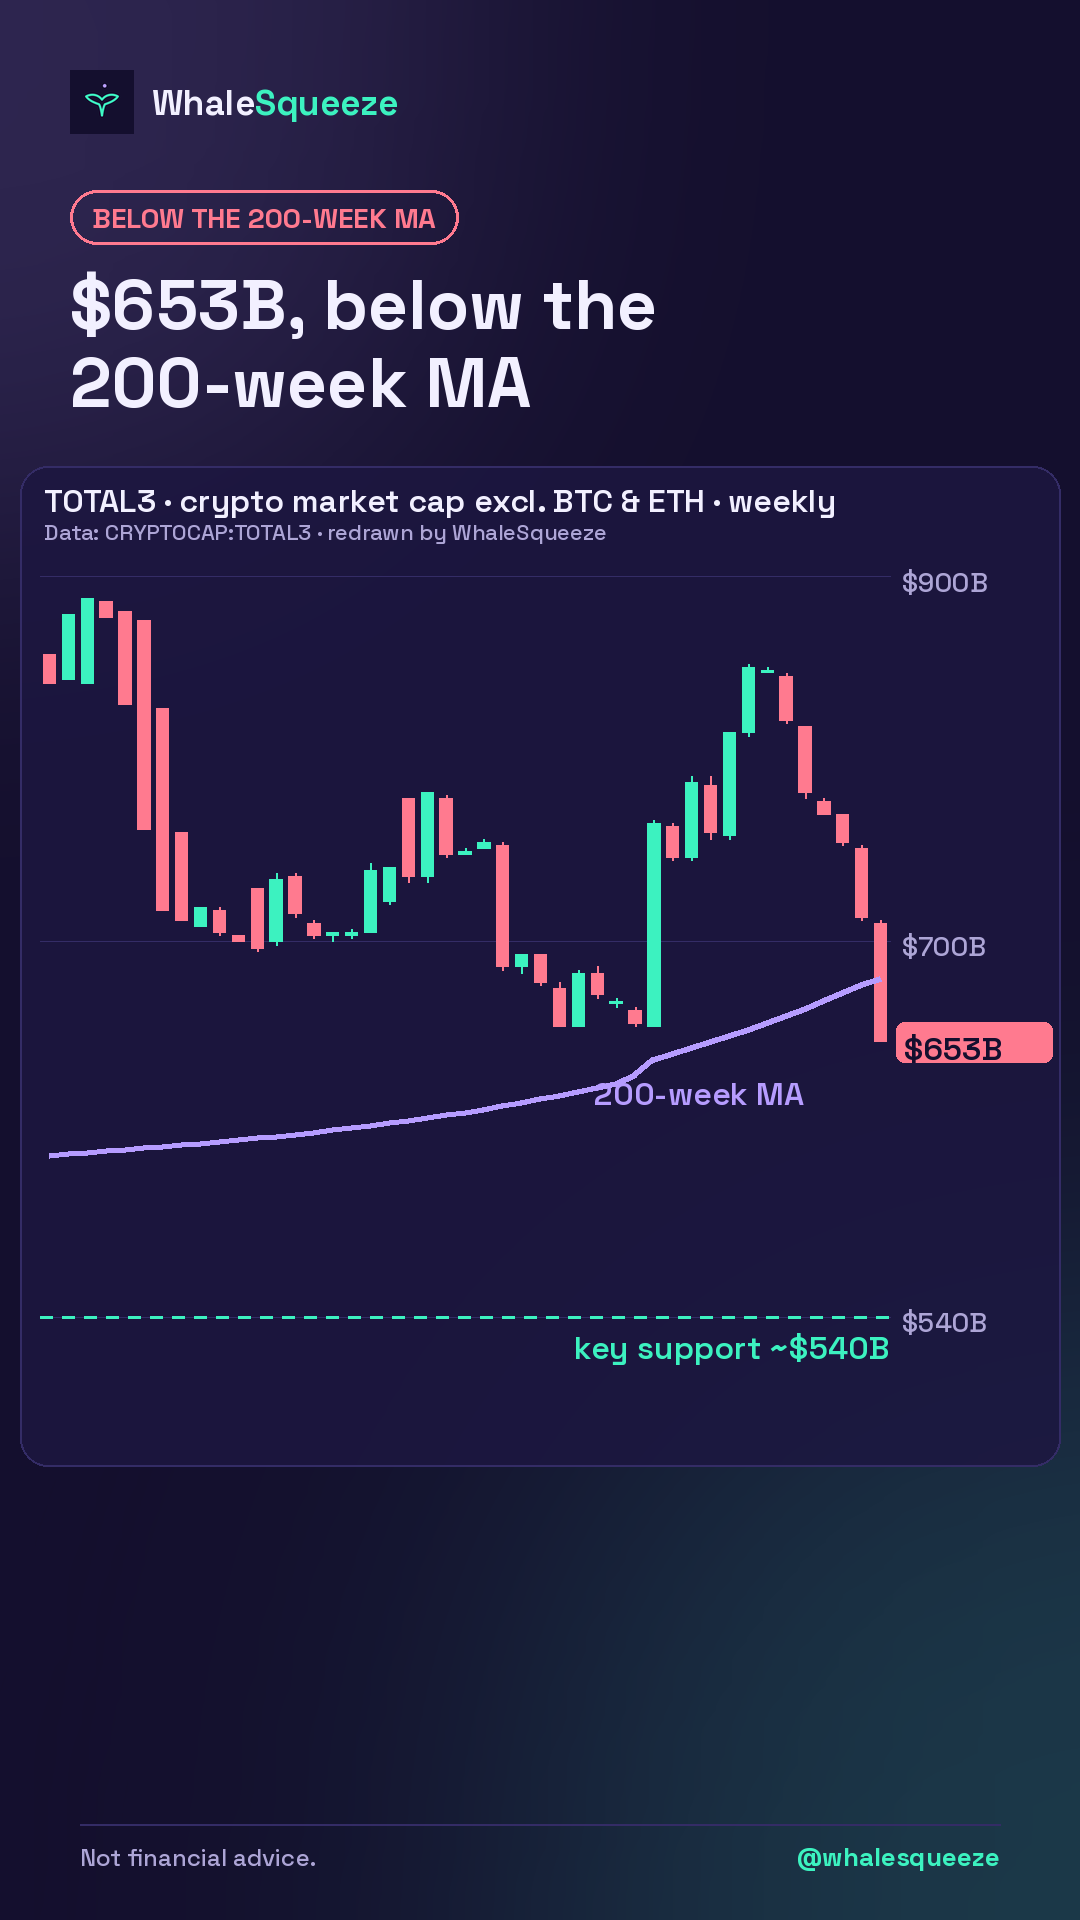 WhaleSqueeze
BELOW THE 200-WEEK MA
$653B, below the
200-week MA
TOTAL3 · crypto market cap excl. BTC & ETH · weekly
Data: CRYPTOCAP:TOTAL3 · redrawn by WhaleSqueeze
$900B
$700B
$653B
200-week MA
$540B
key support ~$540B
Not financial advice.
@whalesqueeze